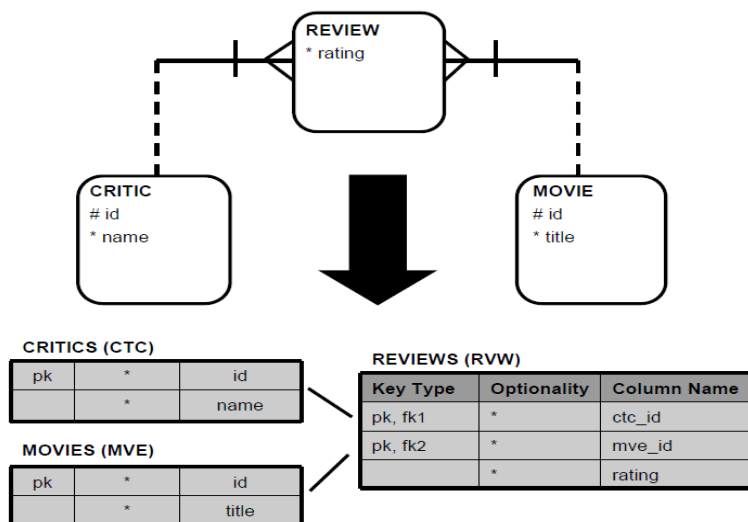 REVIEW
* rating
CRITIC
# id
* name
MOVIE
# id
* title
CRITICS (CTC)
pk * id
* name
MOVIES (MVE)
pk * id
* title
REVIEWS (RVW)
Key Type Optionality Column Name
pk, fk1 * ctc_id
pk, fk2 * mve_id
* rating